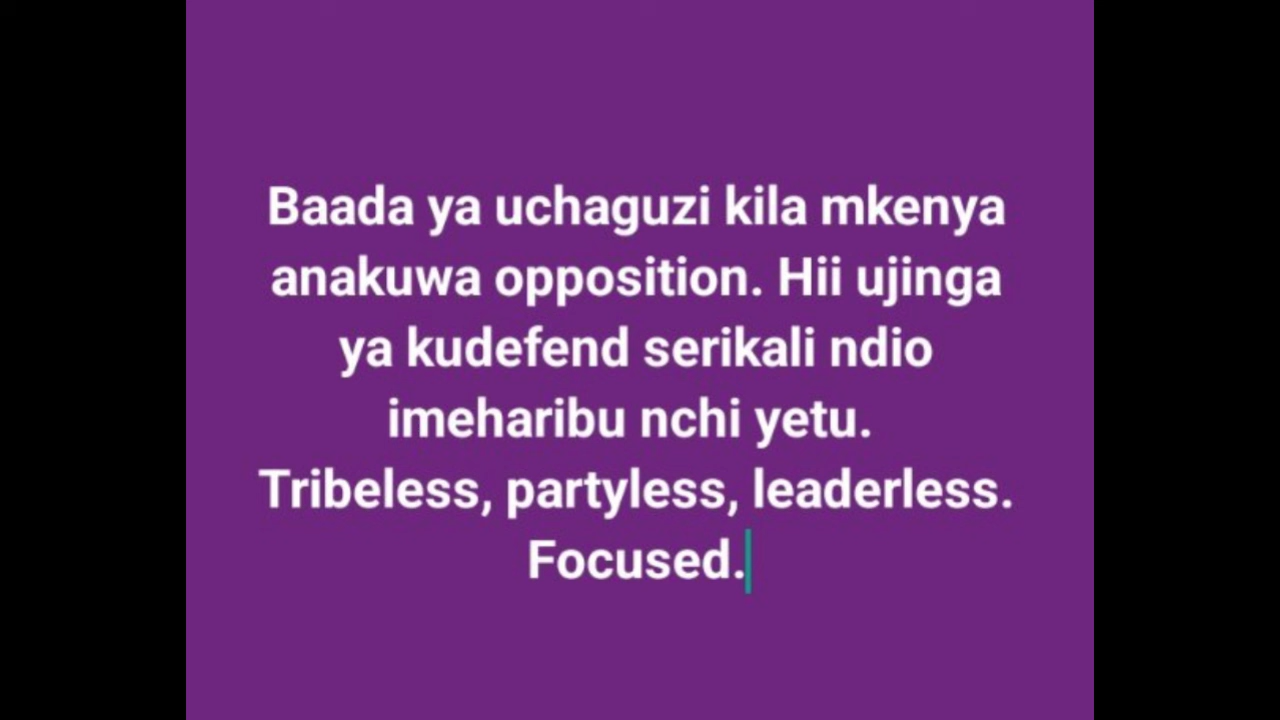 Baada ya uchaguzi kila mkenya
anakuwa opposition. Hii ujinga
ya kudefend serikali ndio
imeharibu nchi yetu.
Tribeless, partyless, leaderless.
Focused.